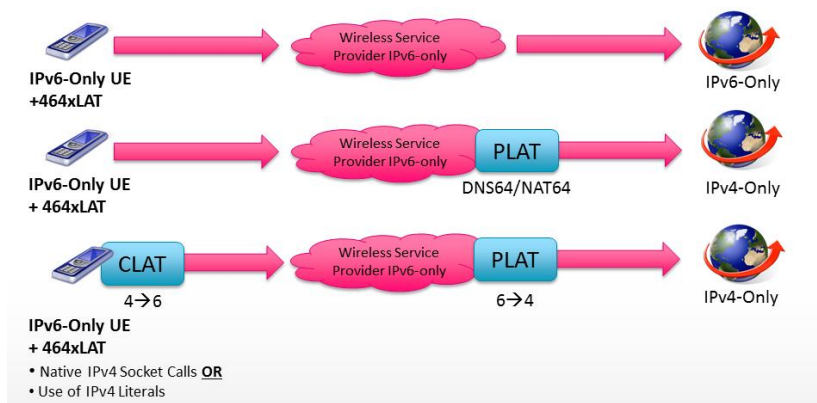 Wireless Service
Provider IPv6-only
IPv6-Only UE
+464xLAT
IPv6-Only
Wireless Service
Provider IPv6-only
PLAT
DNS64/NAT64
IPv6-Only UE
+ 464xLAT
IPv4-Only
CLAT
4→6
Wireless Service
Provider IPv6-only
PLAT
6→4
IPv4-Only
IPv6-Only UE
+ 464xLAT
• Native IPv4 Socket Calls OR
• Use of IPv4 Literals